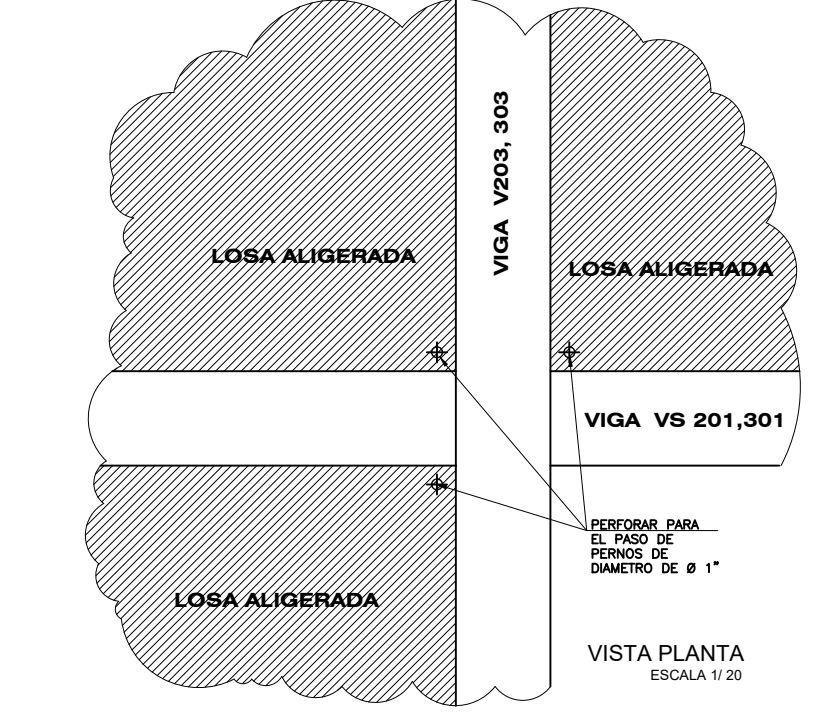 VIGA  V203, 303
LOSA ALIGERADA
LOSA ALIGERADA
VIGA  VS 201,301
PERFORAR PARA
EL PASO DE
PERNOS DE
DIAMETRO DE Ø 1"
LOSA ALIGERADA
VISTA PLANTA
ESCALA 1/ 20